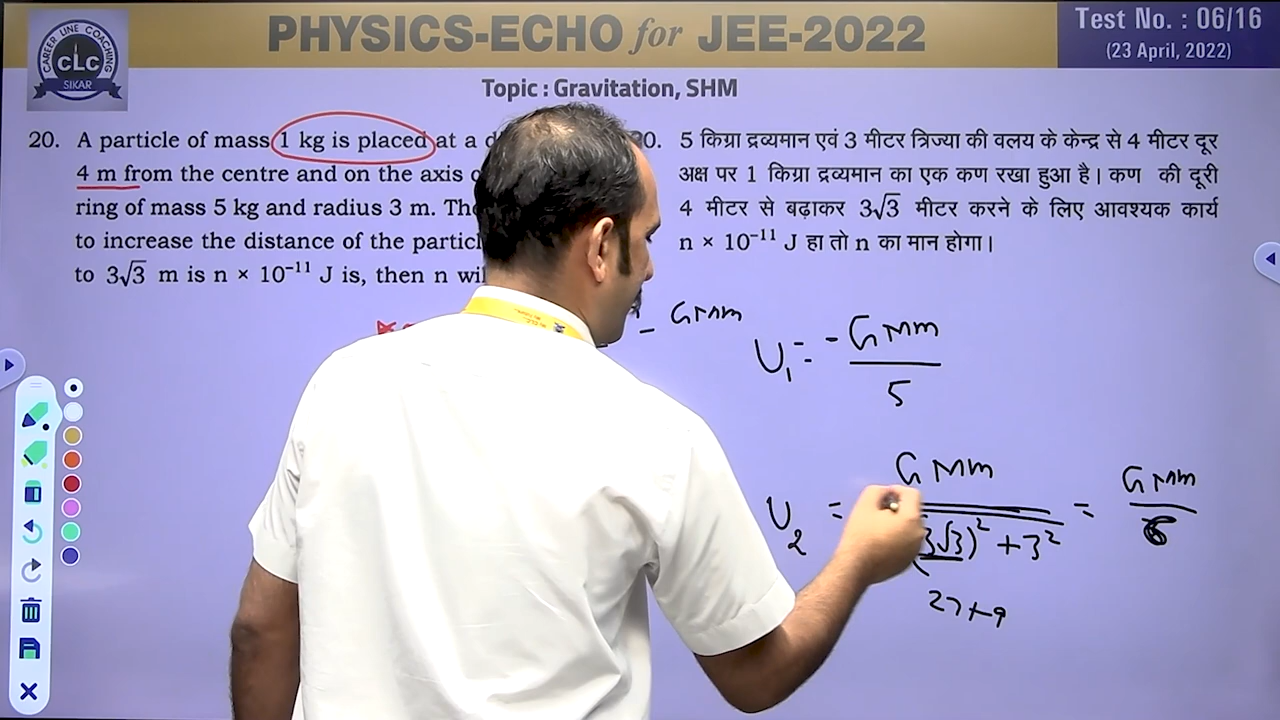 PHYSICS-ECHO for JEE-2022
Test No. : 06/16
(23 April, 2022)
CAREER LINE COACHING
CLC
SIKAR
Topic : Gravitation, SHM
20. A particle of mass 1 kg is placed at a
4 m from the centre and on the axis
ring of mass 5 kg and radius 3 m. The
to increase the distance of the
to 3√3 m is n × 10⁻¹¹ J is, then n
0. 5 किग्रा द्रव्यमान एवं 3 मीटर त्रिज्या की वलय के केन्द्र से 4 मीटर दूर
अक्ष पर 1 किग्रा द्रव्यमान का एक कण रखा हुआ है। कण की दूरी
4 मीटर से बढ़ाकर 3√3 मीटर करने के लिए आवश्यक कार्य
n × 10⁻¹¹ J हा तो n का मान होगा।
- GMm
U₁ = - GMm
5
U₂ = GMm = GMm
(3√3)² + 3² 6
27+9